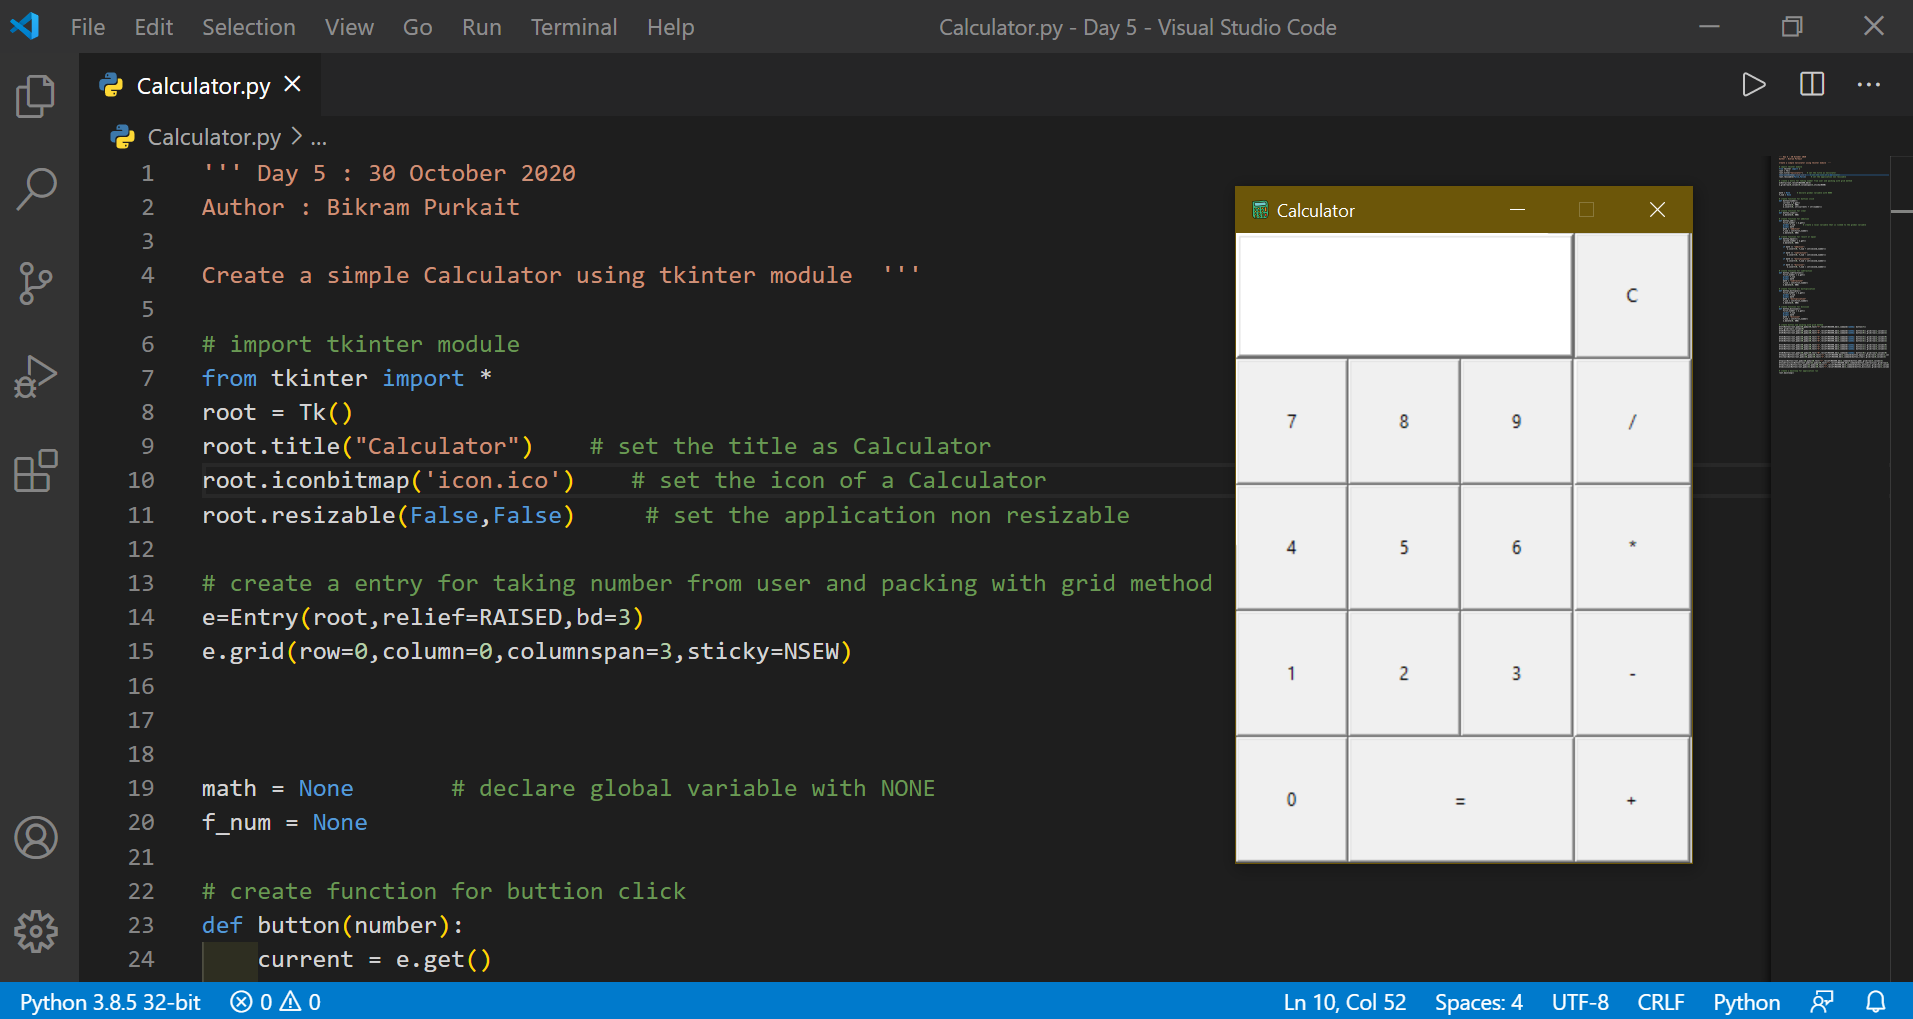 File Edit Selection View Go Run Terminal Help Calculator.py - Day 5 - Visual Studio Code
Calculator.py
Calculator.py > ...
1 ''' Day 5 : 30 October 2020
2 Author : Bikram Purkait
3
4 Create a simple Calculator using tkinter module '''
5
6 # import tkinter module
7 from tkinter import *
8 root = Tk()
9 root.title("Calculator") # set the title as Calculator
10 root.iconbitmap('icon.ico') # set the icon of a Calculator
11 root.resizable(False,False) # set the application non resizable
12
13 # create a entry for taking number from user and packing with grid method
14 e=Entry(root,relief=RAISED,bd=3)
15 e.grid(row=0,column=0,columnspan=3,sticky=NSEW)
16
17
18
19 math = None # declare global variable with NONE
20 f_num = None
21
22 # create function for buttion click
23 def button(number):
24 current = e.get()
Calculator
C
7 8 9 /
4 5 6 *
1 2 3 -
0 = +
Python 3.8.5 32-bit 0 0 Ln 10, Col 52 Spaces: 4 UTF-8 CRLF Python